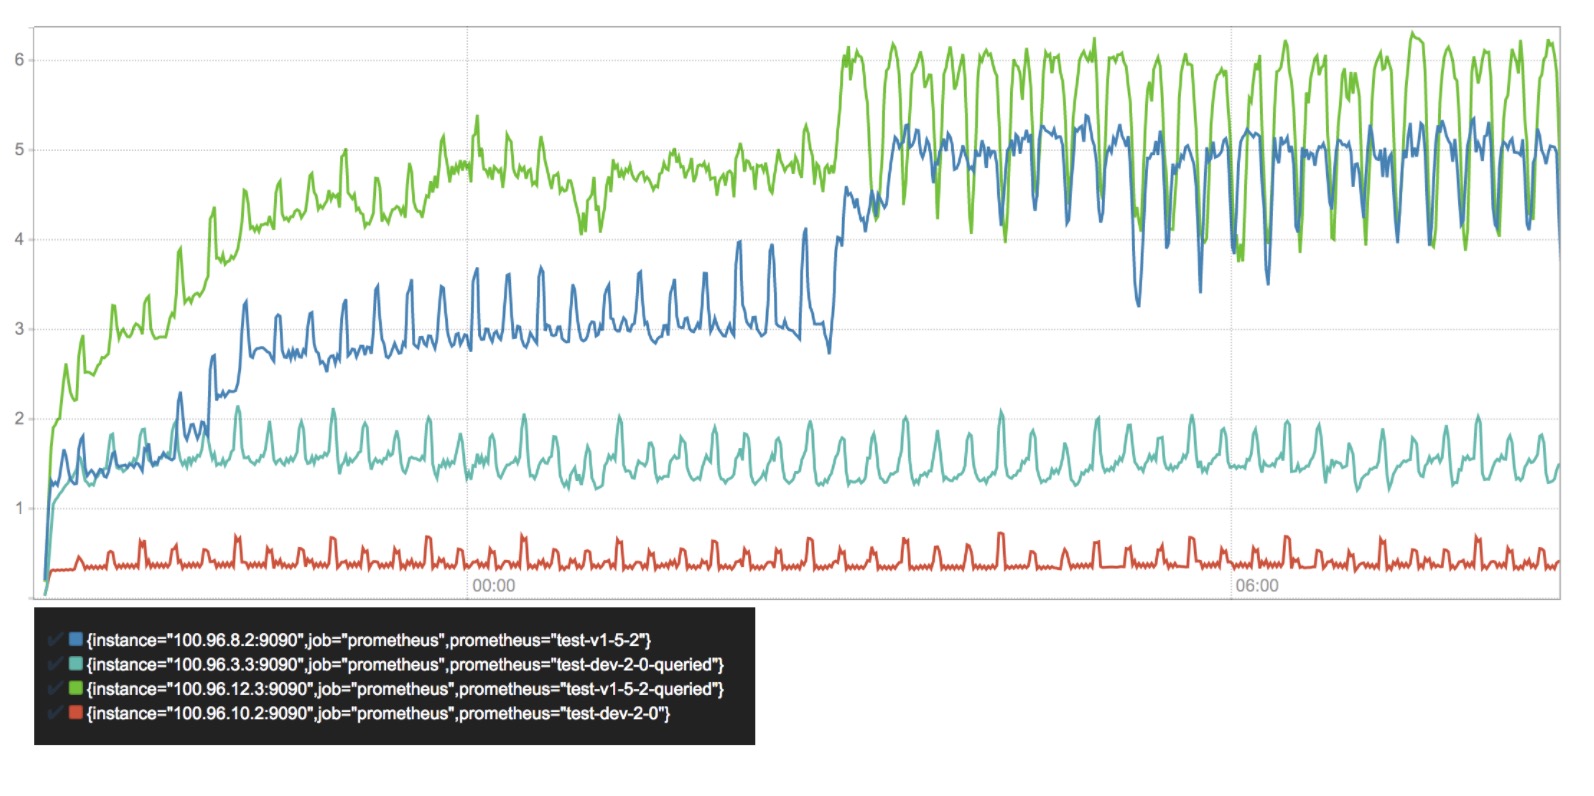 6
5
4
3
2
1
00:00 06:00
{instance="100.96.8.2:9090",job="prometheus",prometheus="test-v1-5-2"}
{instance="100.96.3.3:9090",job="prometheus",prometheus="test-dev-2-0-queried"}
{instance="100.96.12.3:9090",job="prometheus",prometheus="test-v1-5-2-queried"}
{instance="100.96.10.2:9090",job="prometheus",prometheus="test-dev-2-0"}